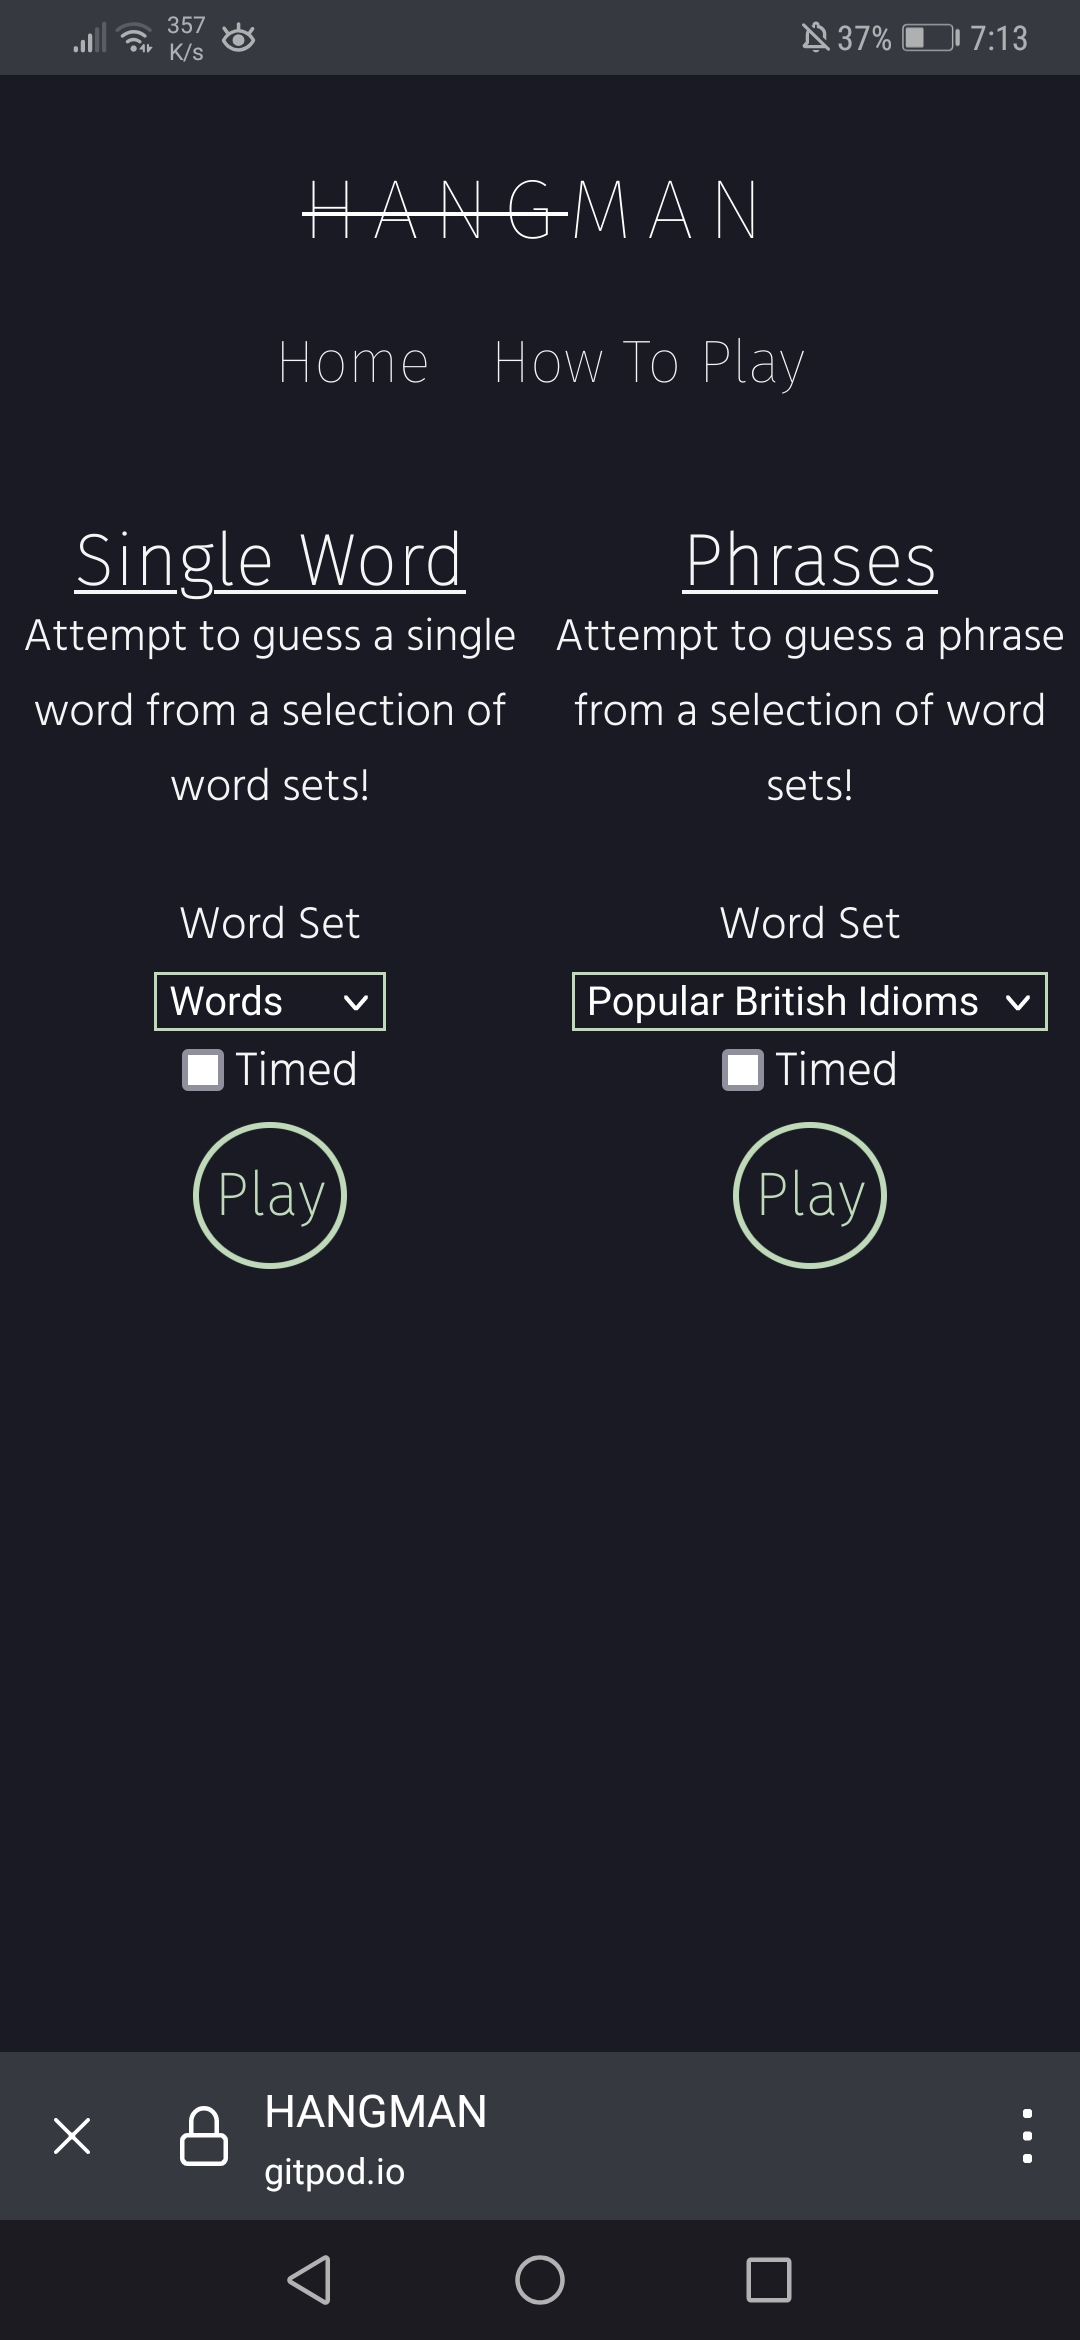 357
K/s
37%
7:13
HANGMAN
Home How To Play
Single Word
Attempt to guess a single
word from a selection of
word sets!
Word Set
Words
Timed
Play
Phrases
Attempt to guess a phrase
from a selection of word
sets!
Word Set
Popular British Idioms
Timed
Play
HANGMAN
gitpod.io